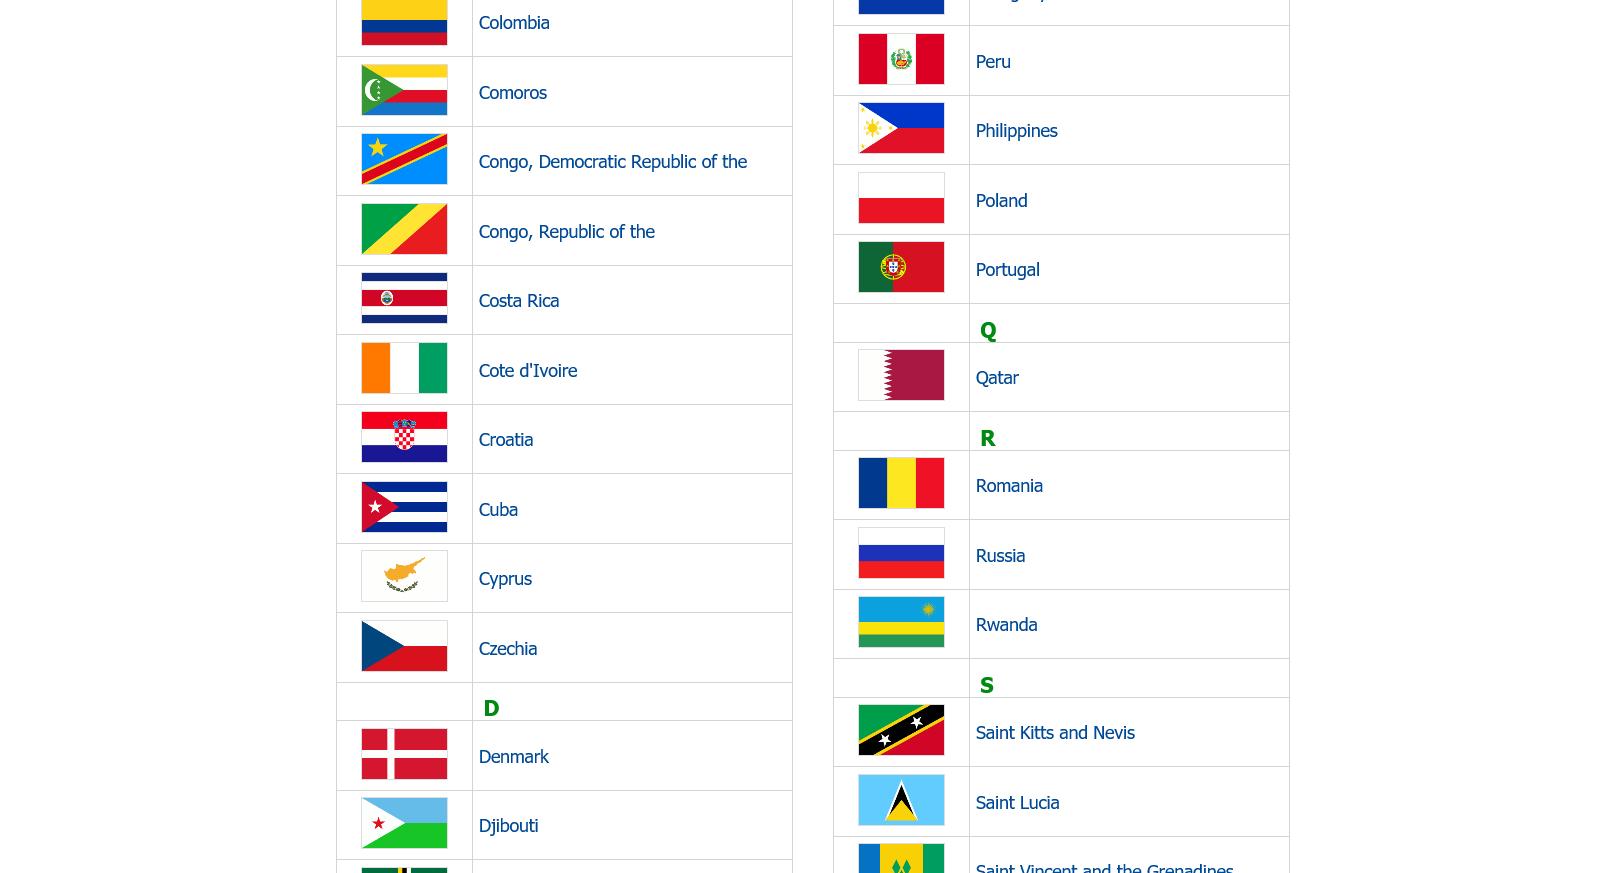 Colombia
Comoros
Congo, Democratic Republic of the
Congo, Republic of the
Costa Rica
Cote d'Ivoire
Croatia
Cuba
Cyprus
Czechia
D
Denmark
Djibouti
Peru
Philippines
Poland
Portugal
Q
Qatar
R
Romania
Russia
Rwanda
S
Saint Kitts and Nevis
Saint Lucia
Saint Vincent and the Grenadines